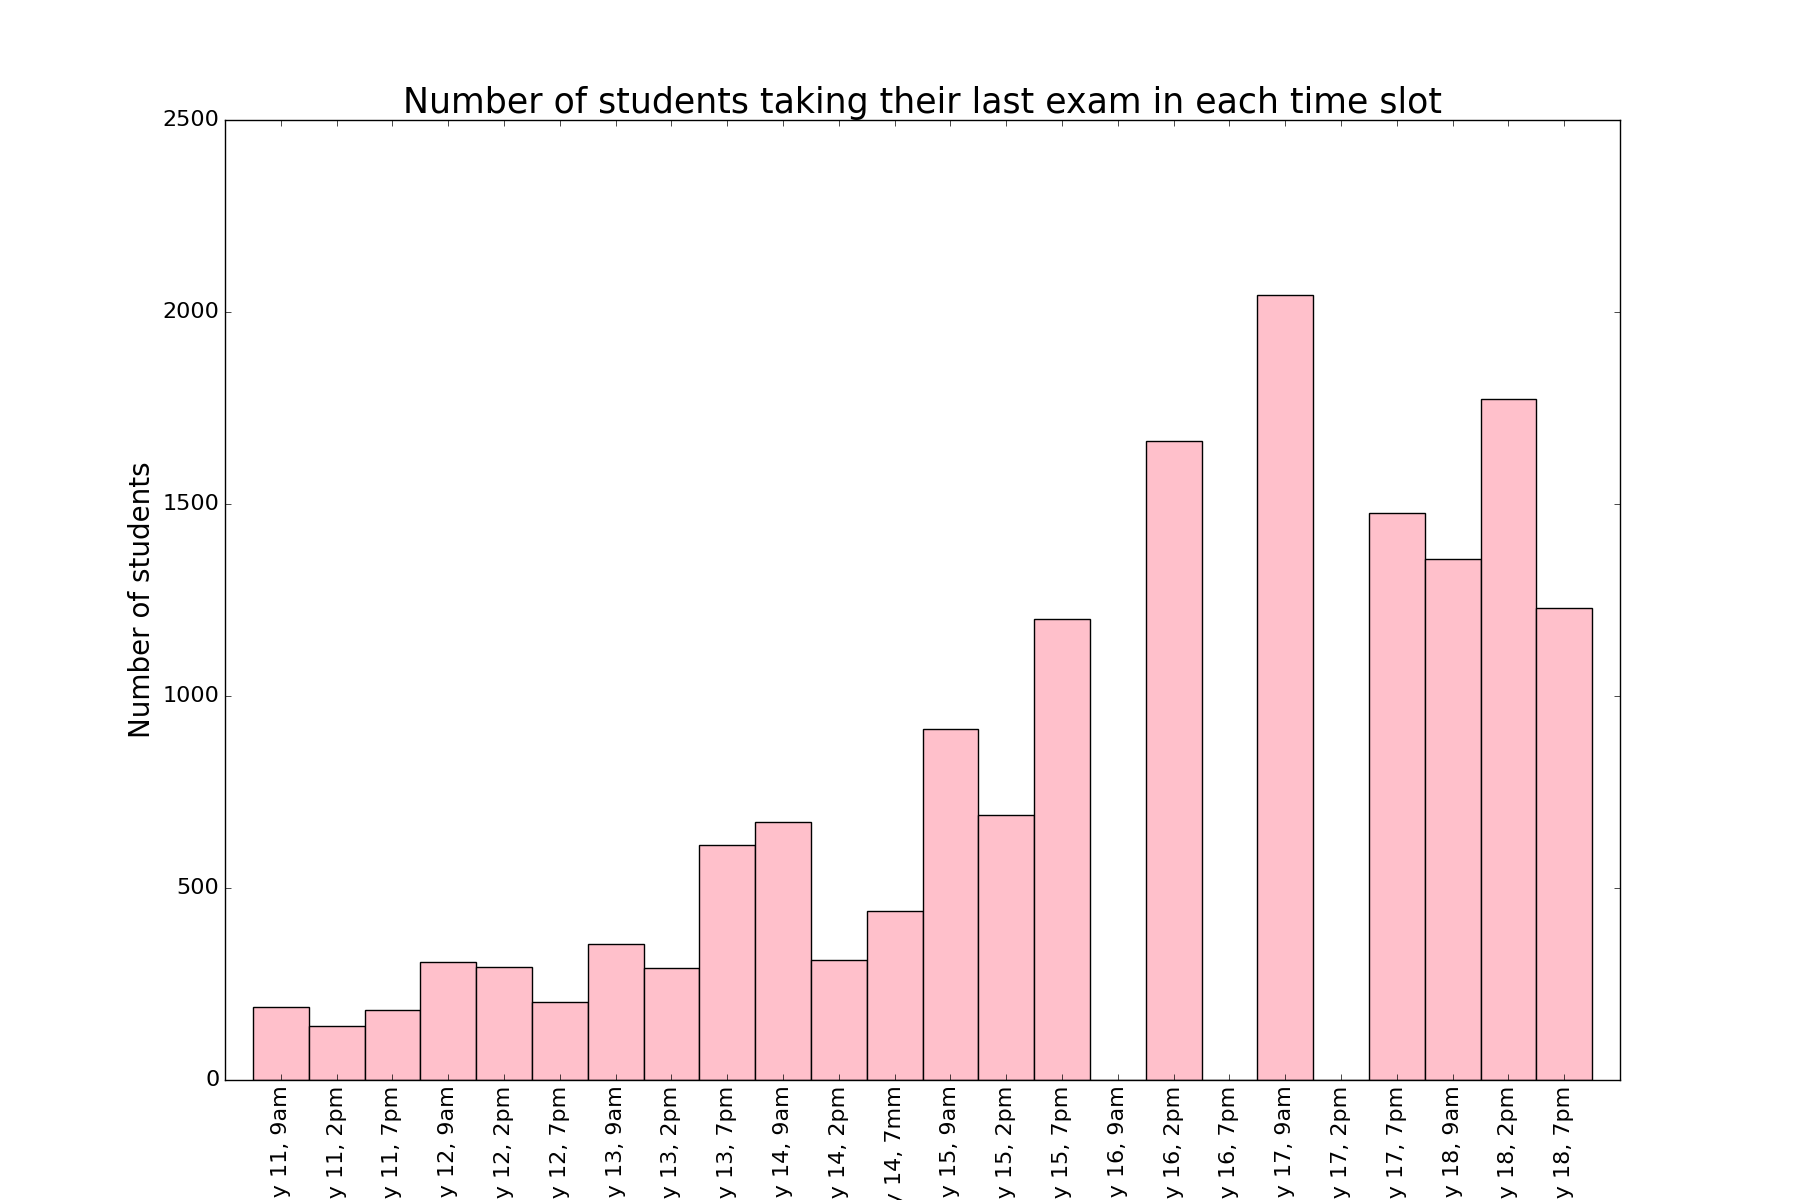 Number of students taking their last exam in each time slot
Number of students
2500
2000
1500
1000
500
0
y 11, 9am
y 11, 2pm
y 11, 7pm
y 12, 9am
y 12, 2pm
y 12, 7pm
y 13, 9am
y 13, 2pm
y 13, 7pm
y 14, 9am
y 14, 2pm
y 14, 7mm
y 15, 9am
y 15, 2pm
y 15, 7pm
y 16, 9am
y 16, 2pm
y 16, 7pm
y 17, 9am
y 17, 2pm
y 17, 7pm
y 18, 9am
y 18, 2pm
y 18, 7pm